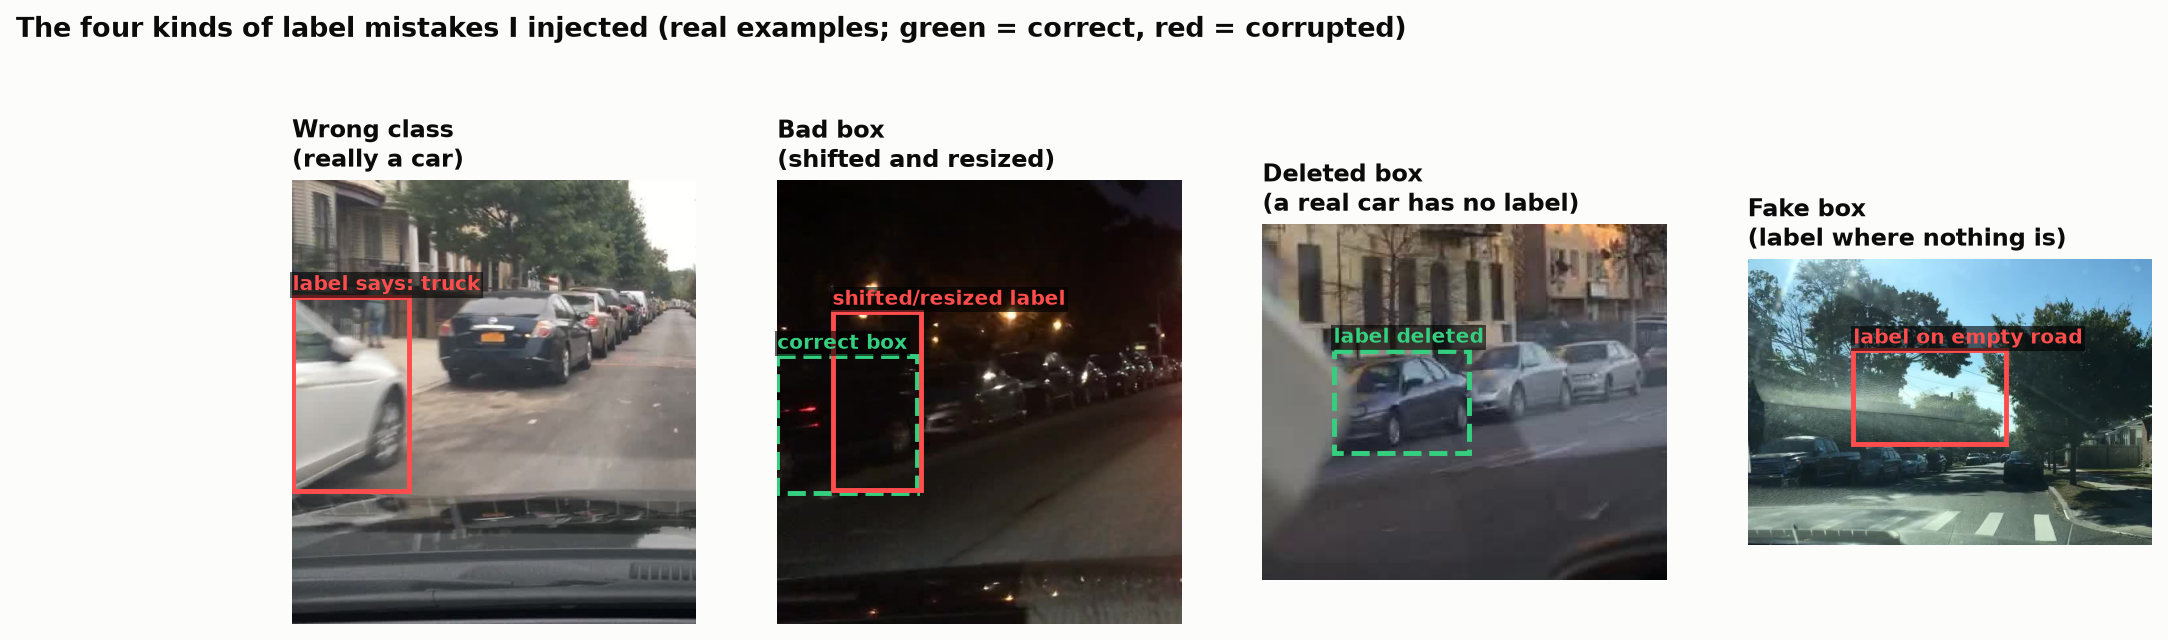 The four kinds of label mistakes I injected (real examples; green = correct, red = corrupted)
Wrong class
(really a car)
label says: truck
Bad box
(shifted and resized)
shifted/resized label
correct box
Deleted box
(a real car has no label)
label deleted
Fake box
(label where nothing is)
label on empty road